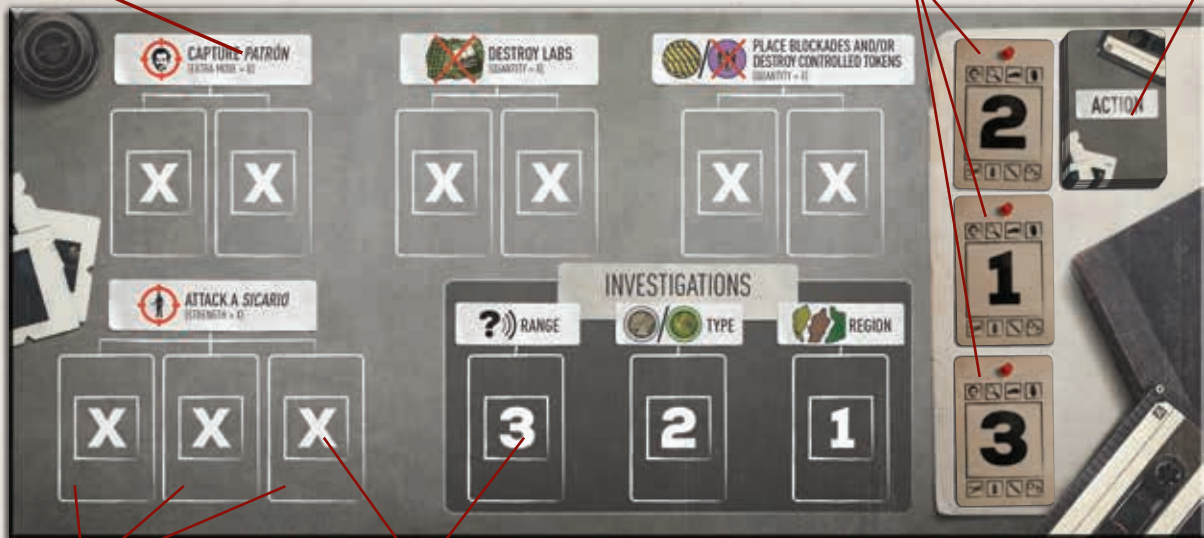 CAPTURE PATRÓN
(EXTRA MOVE = X)
X X
DESTROY LABS
(QUANTITY = X)
X X
PLACE BLOCKADES AND/OR
DESTROY CONTROLLED TOKENS
(QUANTITY = X)
X X
ATTACK A SICARIO
(STRENGTH = X)
X X X
INVESTIGATIONS
? RANGE
3
/ TYPE
2
REGION
1
2
1
3
ACTION